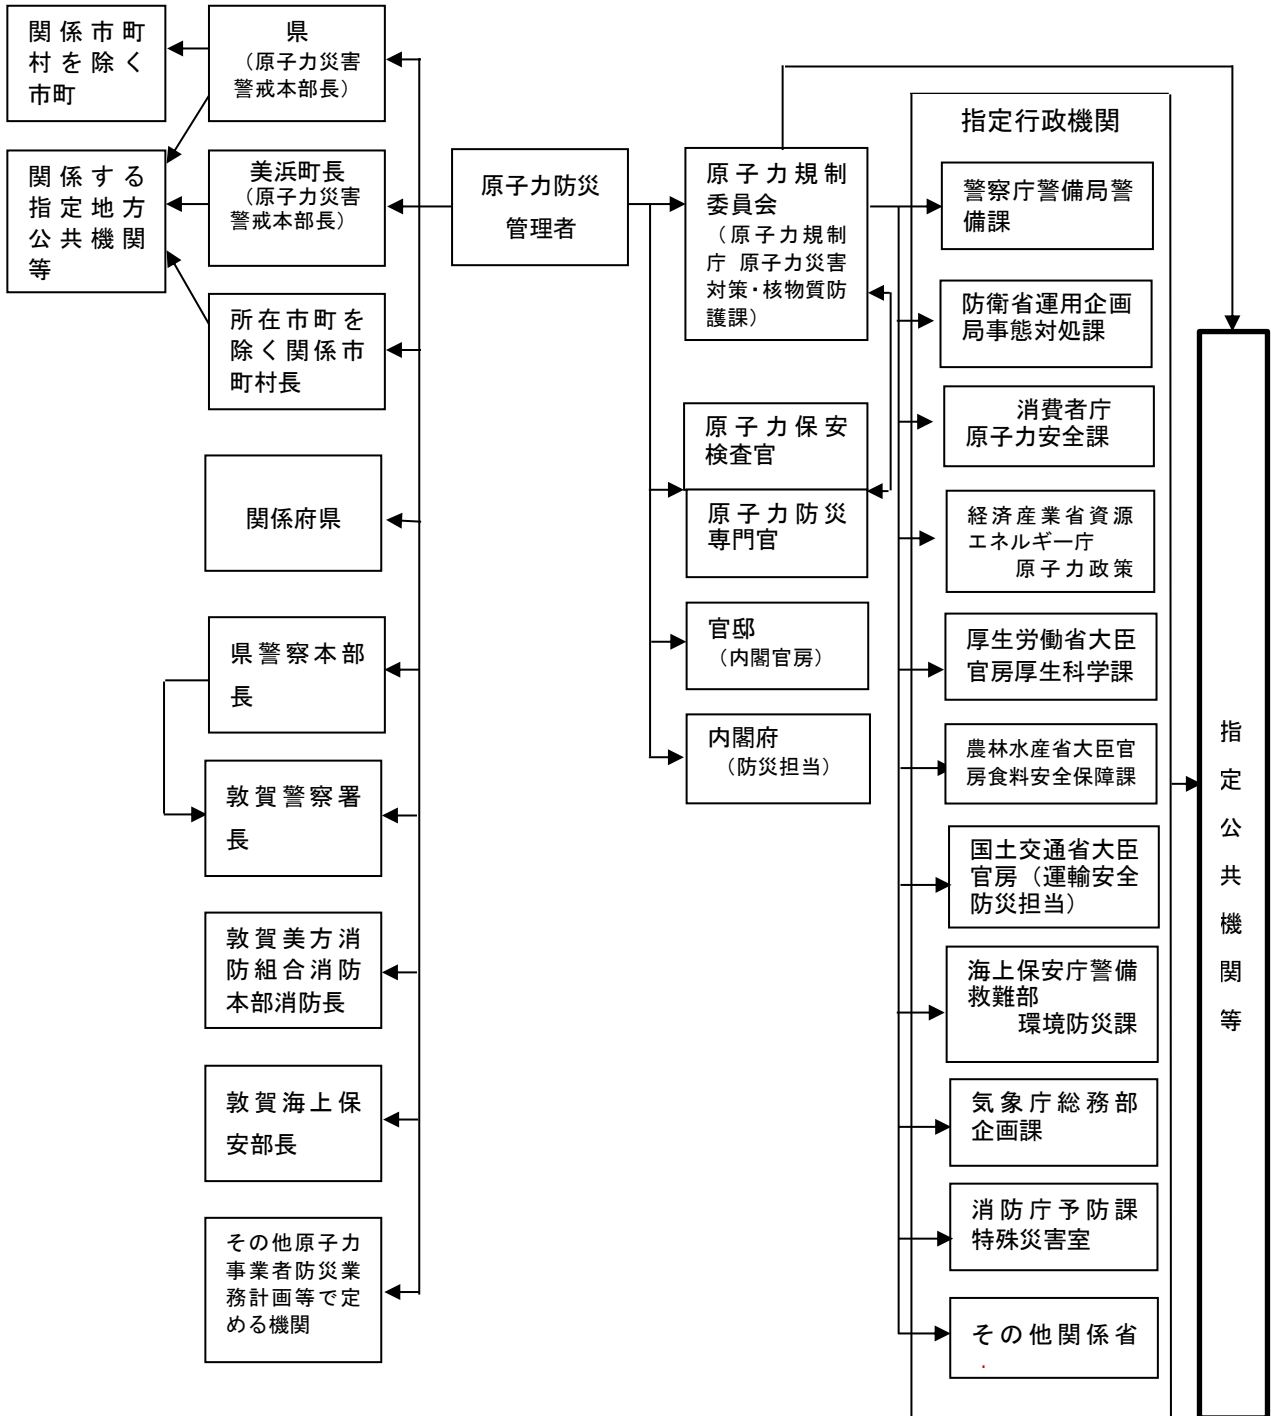 関係市町
村を除く
市町
関係する
指定地方
公共機関
等
県
（原子力災害
警戒本部長）
美浜町長
（原子力災害
警戒本部長）
所在市町を
除く関係市
町村長
関係府県
県警察本部
長
敦賀警察署
長
敦賀美方消
防組合消防
本部消防長
敦賀海上保
安部長
その他原子力
事業者防災業
務計画等で定
める機関
原子力防災
管理者
原子力規制
委員会
（原子力規制
庁 原子力災害
対策・核物質防
護課）
原子力保安
検査官
原子力防災
専門官
官邸
（内閣官房）
内閣府
（防災担当）
指定行政機関
警察庁警備局警
備課
防衛省運用企画
局事態対処課
消費者庁
原子力安全課
経済産業省資源
エネルギー庁
原子力政策
厚生労働省大臣
官房厚生科学課
農林水産省大臣官
房食料安全保障課
国土交通省大臣
官房（運輸安全
防災担当）
海上保安庁警備
救難部
環境防災課
気象庁総務部
企画課
消防庁予防課
特殊災害室
その他関係省
指定公共機関等